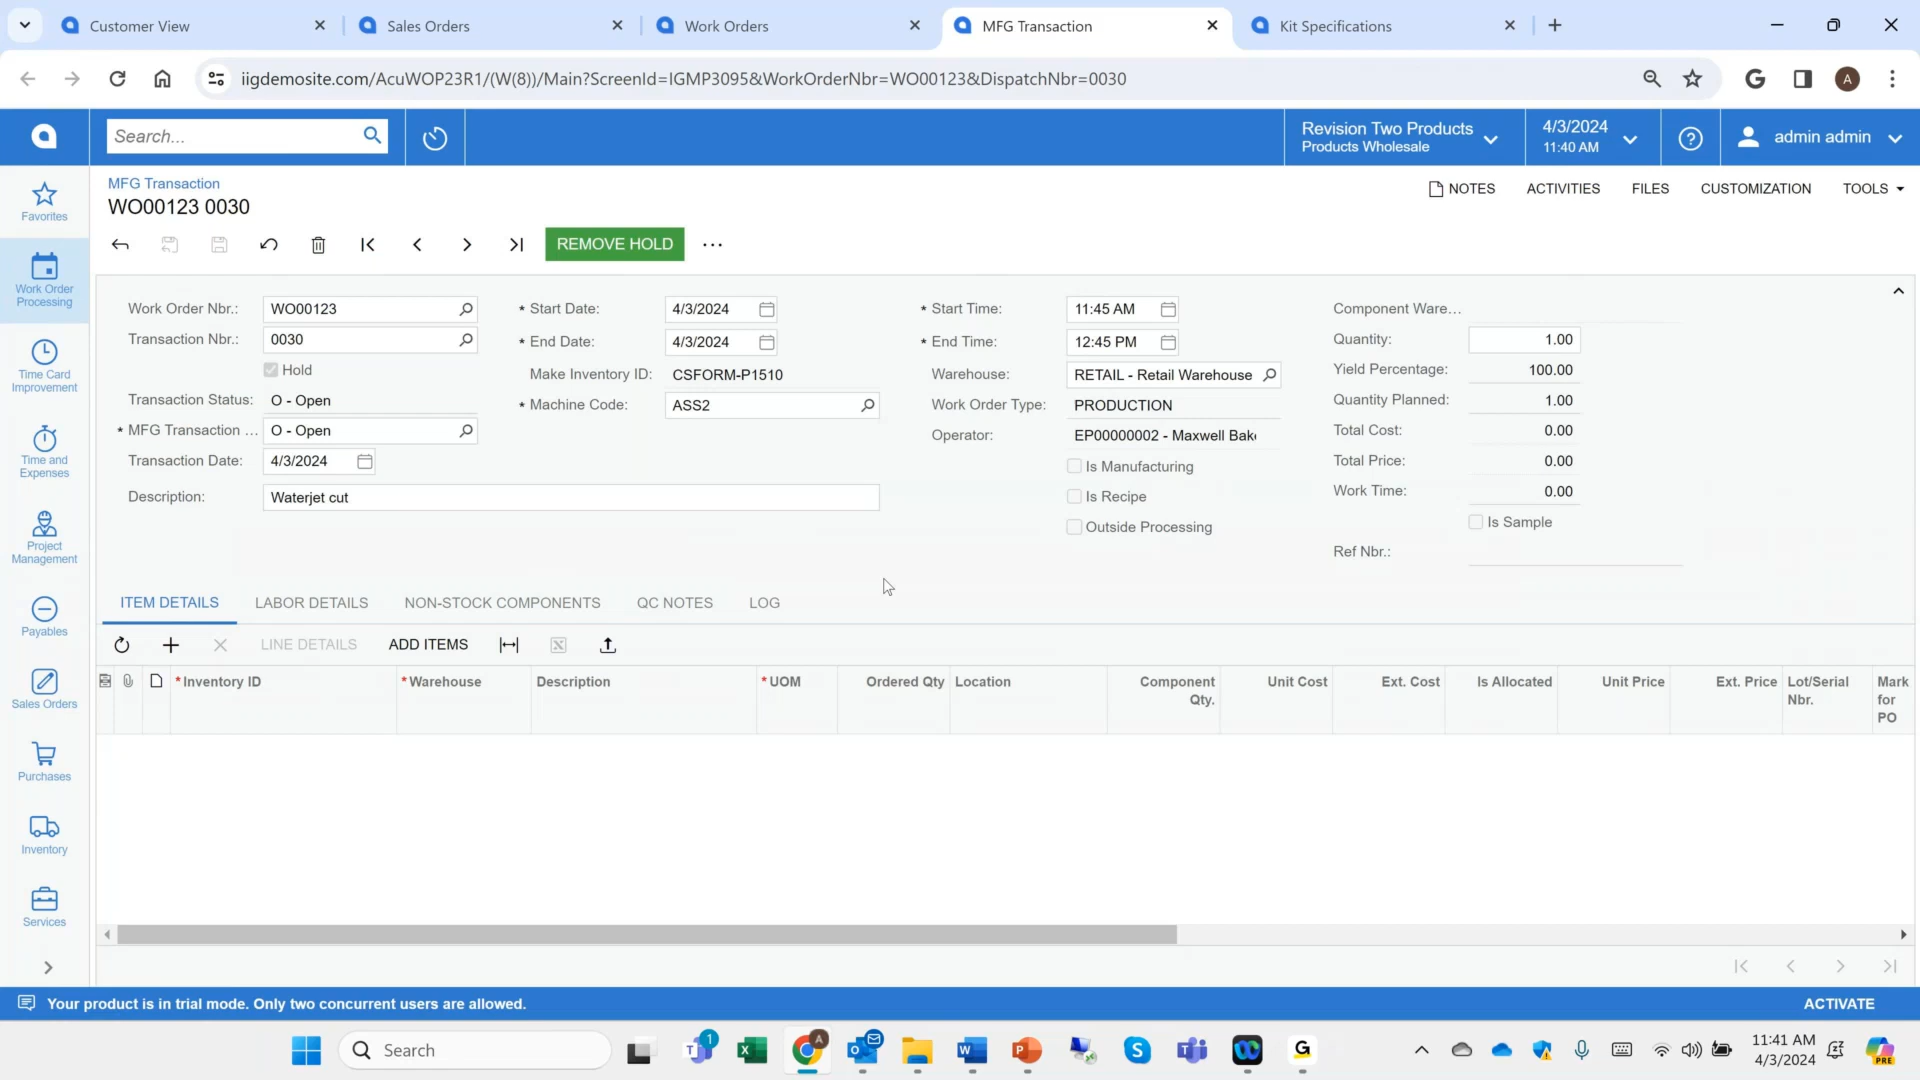 Customer View
Sales Orders
Work Orders
MFG Transaction
Kit Specifications
iigdemosite.com/AcuWOP23R1/(W(8))/Main?ScreenId=IGMP3095&WorkOrderNbr=WO00123&DispatchNbr=0030
A
Search...
Revision Two Products
Products Wholesale
4/3/2024
11:40 AM
admin admin
Favorites
Work Order
Processing
Time Card
Improvement
Time and
Expenses
Project
Management
Payables
Sales Orders
Purchases
Inventory
Services
MFG Transaction
WO00123 0030
NOTES
ACTIVITIES
FILES
CUSTOMIZATION
TOOLS
REMOVE HOLD
Work Order Nbr.: WO00123
Transaction Nbr.: 0030
Hold
Transaction Status: O - Open
* MFG Transaction ... O - Open
Transaction Date: 4/3/2024
Description: Waterjet cut
* Start Date: 4/3/2024
* End Date: 4/3/2024
Make Inventory ID: CSFORM-P1510
* Machine Code: ASS2
* Start Time: 11:45 AM
* End Time: 12:45 PM
Warehouse: RETAIL - Retail Warehouse
Work Order Type: PRODUCTION
Operator: EP00000002 - Maxwell Bak
Is Manufacturing
Is Recipe
Outside Processing
Component Ware...
Quantity: 1.00
Yield Percentage: 100.00
Quantity Planned: 1.00
Total Cost: 0.00
Total Price: 0.00
Work Time: 0.00
Is Sample
Ref Nbr.:
ITEM DETAILS
LABOR DETAILS
NON-STOCK COMPONENTS
QC NOTES
LOG
LINE DETAILS
ADD ITEMS
* Inventory ID
* Warehouse
Description
* UOM
Ordered Qty
Location
Component
Qty.
Unit Cost
Ext. Cost
Is Allocated
Unit Price
Ext. Price
Lot/Serial
Nbr.
Mark
for
PO
Your product is in trial mode. Only two concurrent users are allowed.
ACTIVATE
Search
1
A
11:41 AM
4/3/2024
PRE